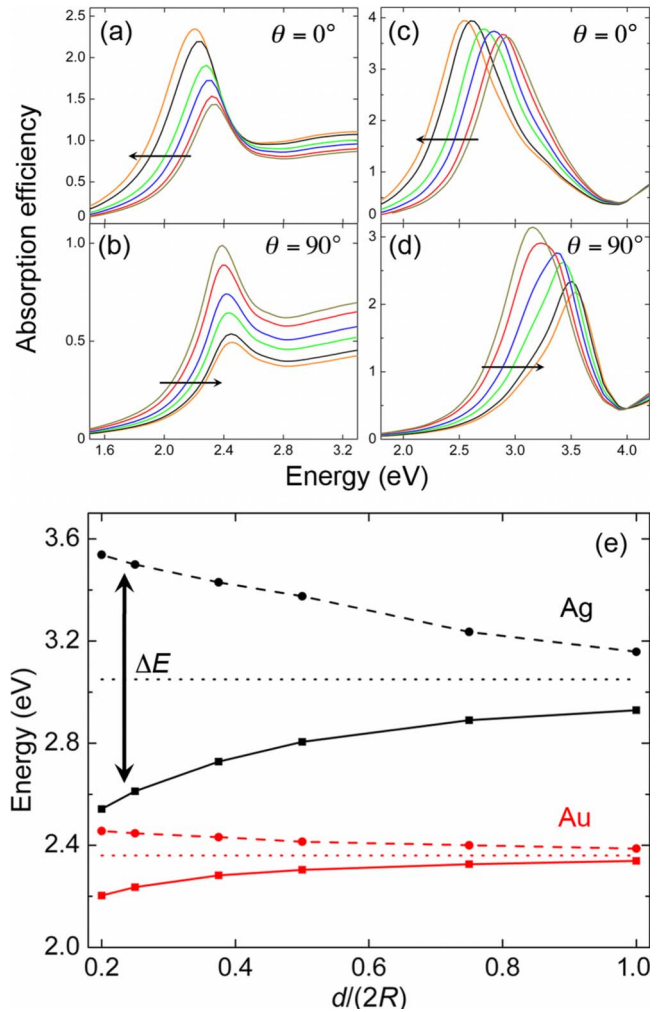 (a) θ = 0°
2.5
2.0
1.5
1.0
0.5
0.0
(c) θ = 0°
4
3
2
1
0
Absorption efficiency
(b) θ = 90°
1.0
0.5
0
1.6 2.0 2.4 2.8 3.2
(d) θ = 90°
3
2
1
0
2.0 2.5 3.0 3.5 4.0
Energy (eV)
(e)
3.6
3.2
2.8
2.4
2.0
Energy (eV)
Ag
ΔE
Au
0.2 0.4 0.6 0.8 1.0
d/(2R)